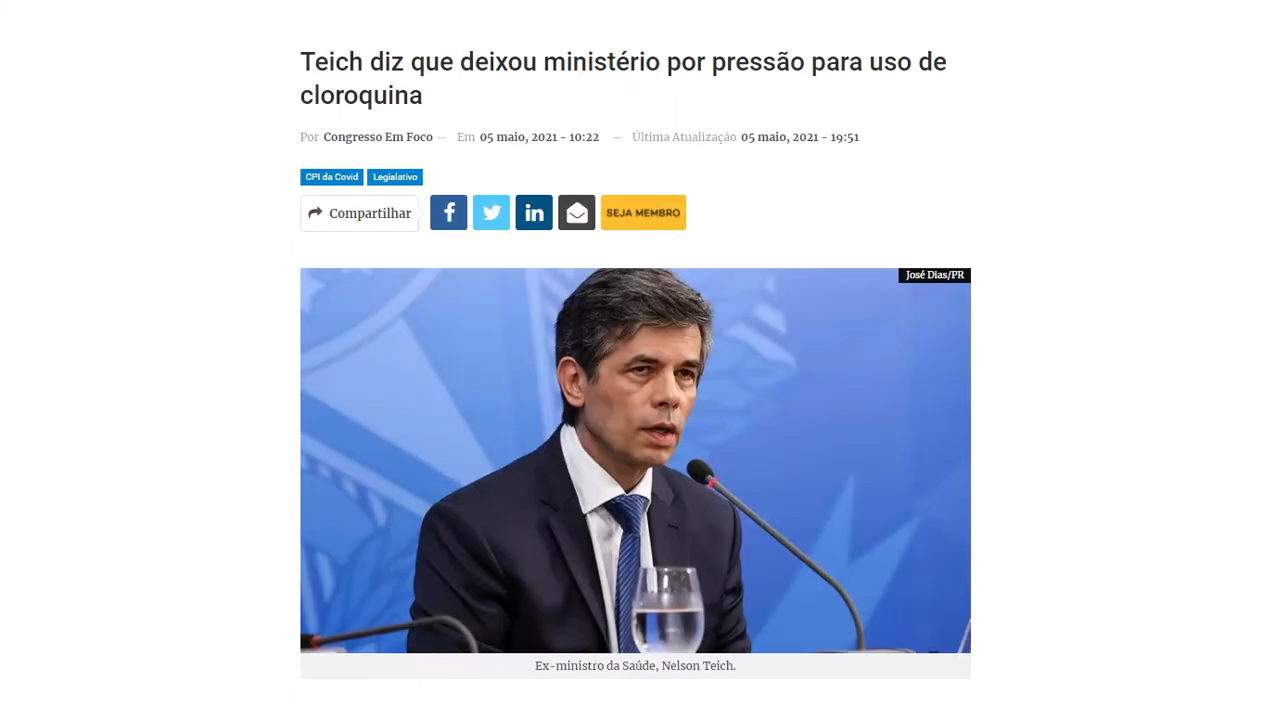 Teich diz que deixou ministério por pressão para uso de
cloroquina
Por Congresso Em Foco — Em 05 maio, 2021 - 10:22 — Última Atualização 05 maio, 2021 - 19:51
CPI da Covid Legislativo
Compartilhar SEJA MEMBRO
José Dias/PR
Ex-ministro da Saúde, Nelson Teich.